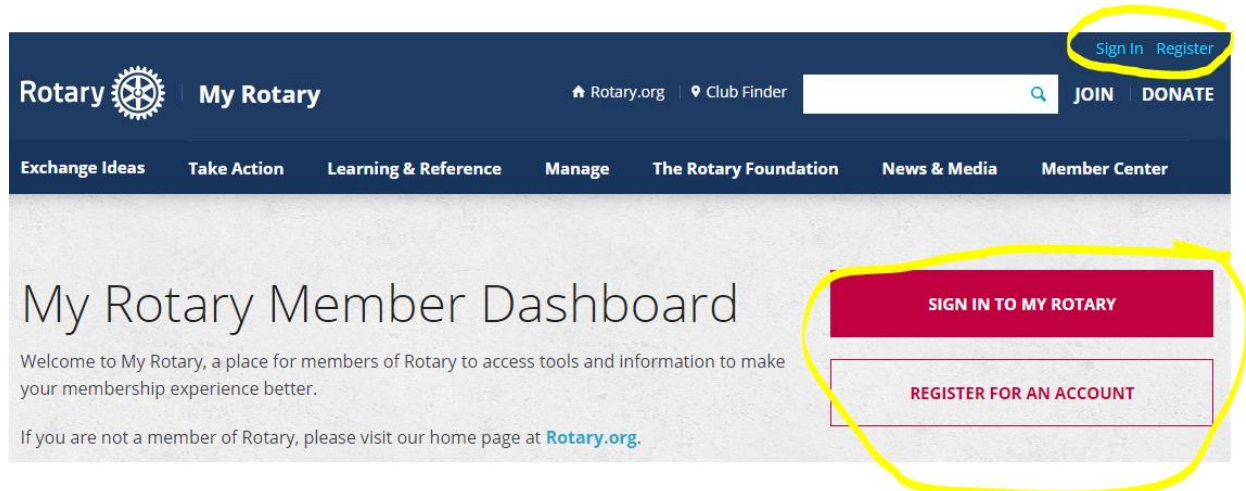 Sign In Register
Rotary My Rotary Rotary.org Club Finder JOIN DONATE
Exchange Ideas Take Action Learning & Reference Manage The Rotary Foundation News & Media Member Center
My Rotary Member Dashboard
Welcome to My Rotary, a place for members of Rotary to access tools and information to make
your membership experience better.
If you are not a member of Rotary, please visit our home page at Rotary.org.
SIGN IN TO MY ROTARY
REGISTER FOR AN ACCOUNT